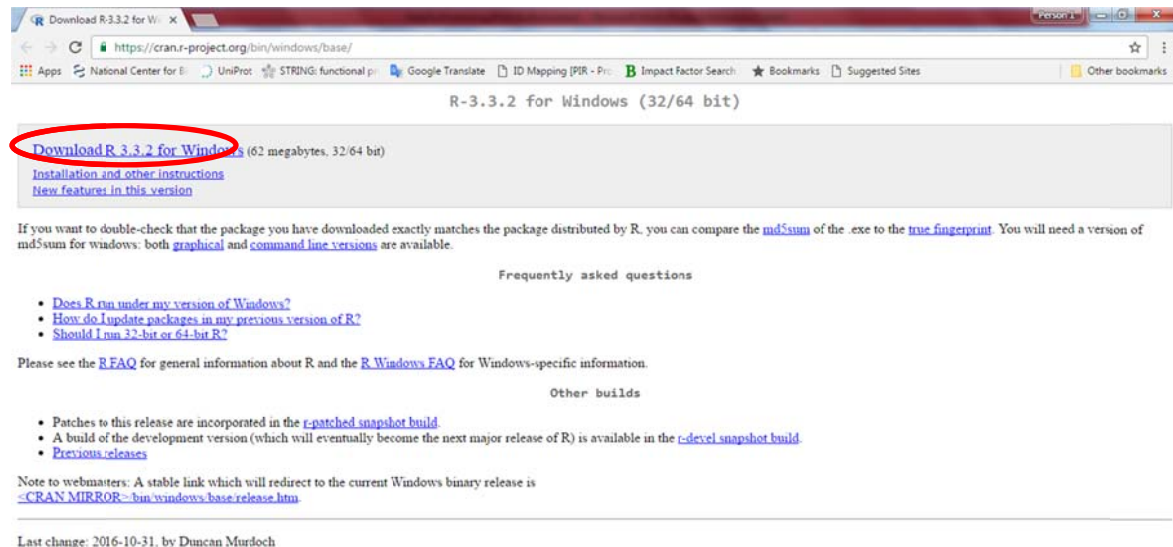 Download R-3.3.2 for Wi
Person 1
https://cran.r-project.org/bin/windows/base/
Apps National Center for Bi UniProt STRING: functional pr Google Translate ID Mapping [PIR - Pro Impact Factor Search Bookmarks Suggested Sites Other bookmarks
R-3.3.2 for Windows (32/64 bit)
Download R 3.3.2 for Windows (62 megabytes, 32/64 bit)
Installation and other instructions
New features in this version
If you want to double-check that the package you have downloaded exactly matches the package distributed by R, you can compare the md5sum of the .exe to the true fingerprint. You will need a version of
md5sum for windows: both graphical and command line versions are available.
Frequently asked questions
• Does R run under my version of Windows?
• How do I update packages in my previous version of R?
• Should I run 32-bit or 64-bit R?
Please see the R FAQ for general information about R and the R Windows FAQ for Windows-specific information.
Other builds
• Patches to this release are incorporated in the r-patched snapshot build.
• A build of the development version (which will eventually become the next major release of R) is available in the r-devel snapshot build.
• Previous releases
Note to webmasters: A stable link which will redirect to the current Windows binary release is
<CRAN MIRROR>/bin/windows/base/release.htm.
Last change: 2016-10-31, by Duncan Murdoch